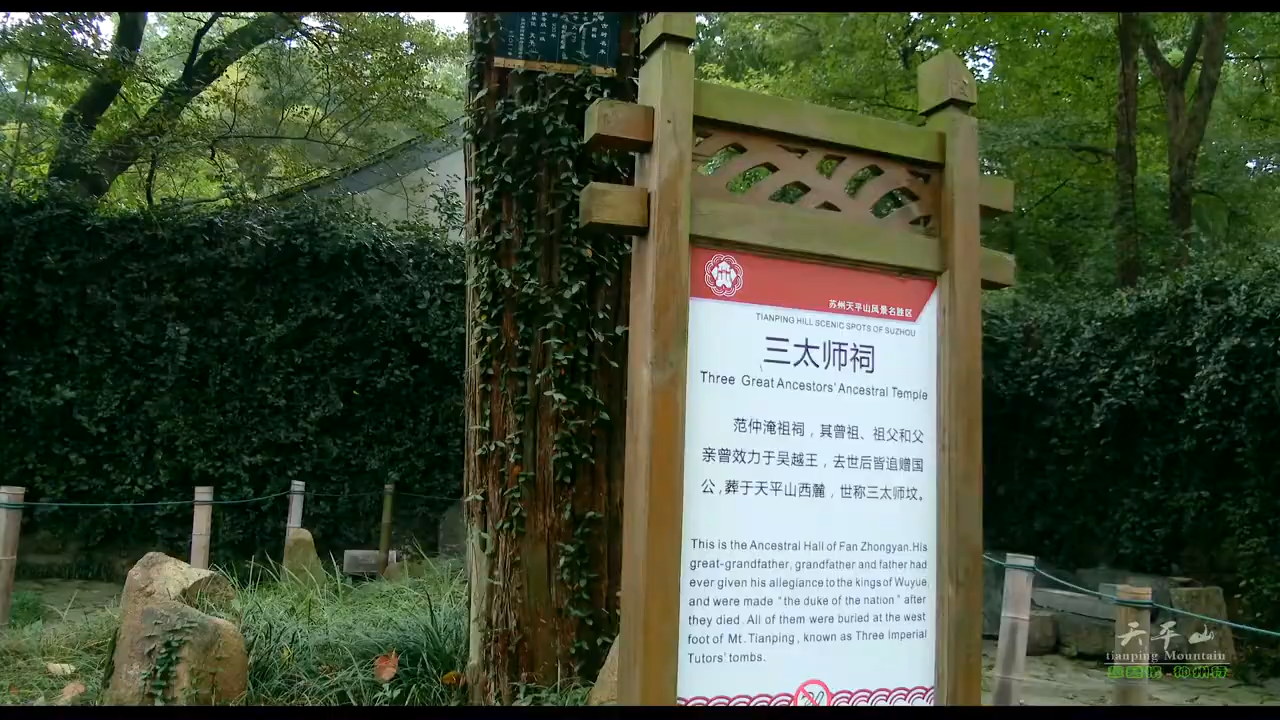 苏州天平山风景名胜区
TIANPING HILL SCENIC SPOTS OF SUZHOU
三太师祠
Three Great Ancestors' Ancestral Temple
范仲淹祖祠，其曾祖、祖父和父
亲曾效力于吴越王，去世后皆追赠国
公，葬于天平山西麓，世称三太师坟。
This is the Ancestral Hall of Fan Zhongyan. His
great-grandfather, grandfather and father had
ever given his allegiance to the kings of Wuyue,
and were made "the duke of the nation" after
they died. All of them were buried at the west
foot of Mt. Tianping, known as Three Imperial
Tutors' tombs.
天平山
tianping Mountain
神州行